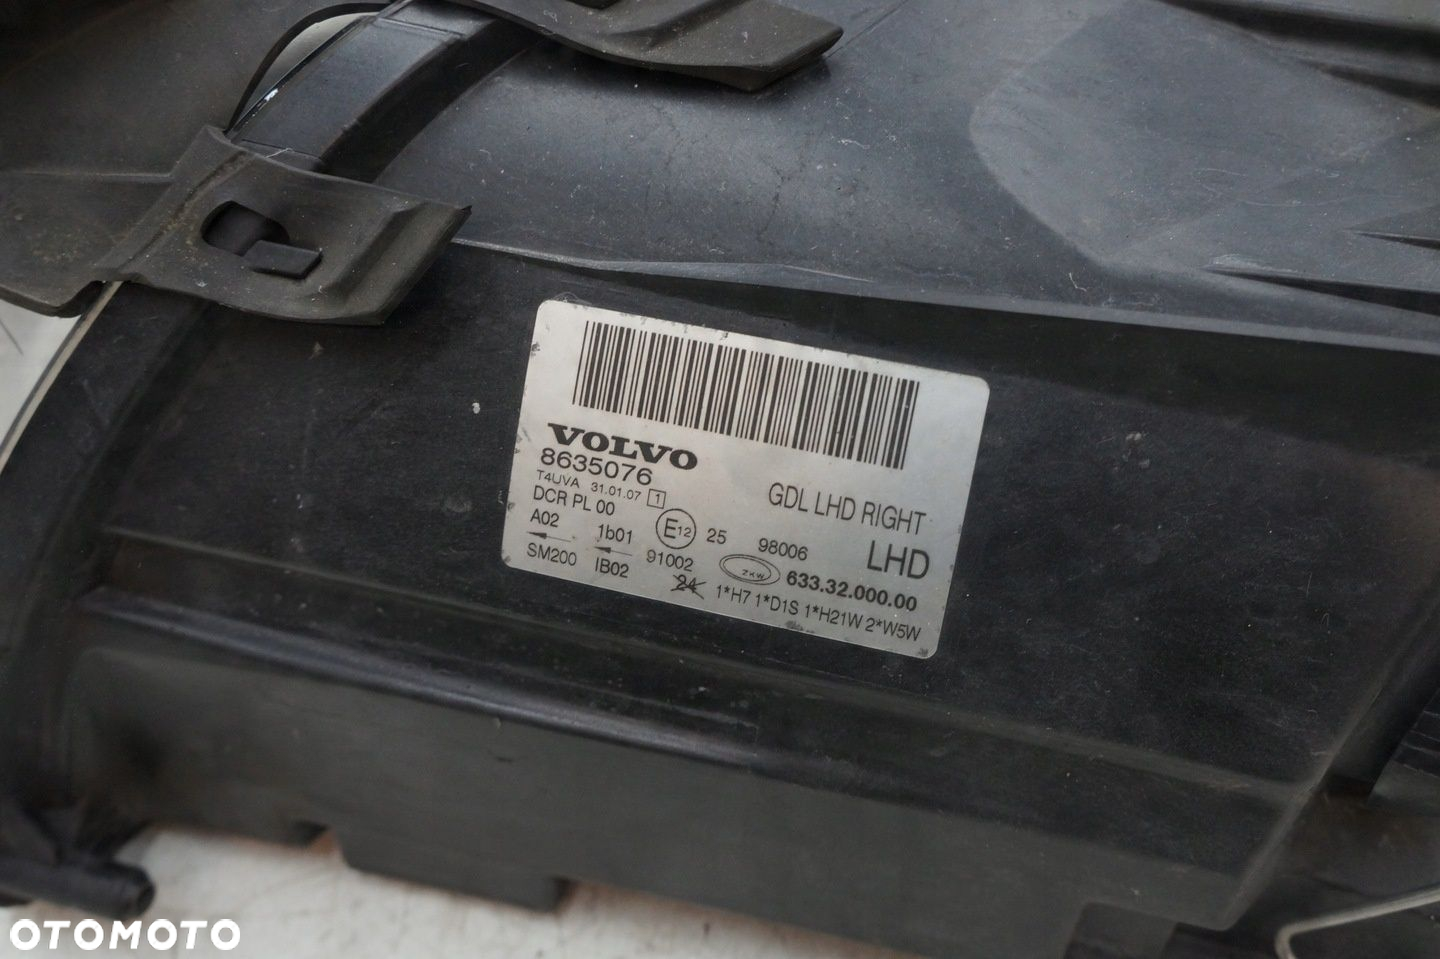 VOLVO
8635076
T4UVA 31.01.07 1
GDL LHD RIGHT
DCR PL 00
A02 1b01 E12 25 98006 LHD
SM200 IB02 91002 ZKW 633.32.000.00
24 1*H7 1*D1S 1*H21W 2*W5W
OTOMOTO